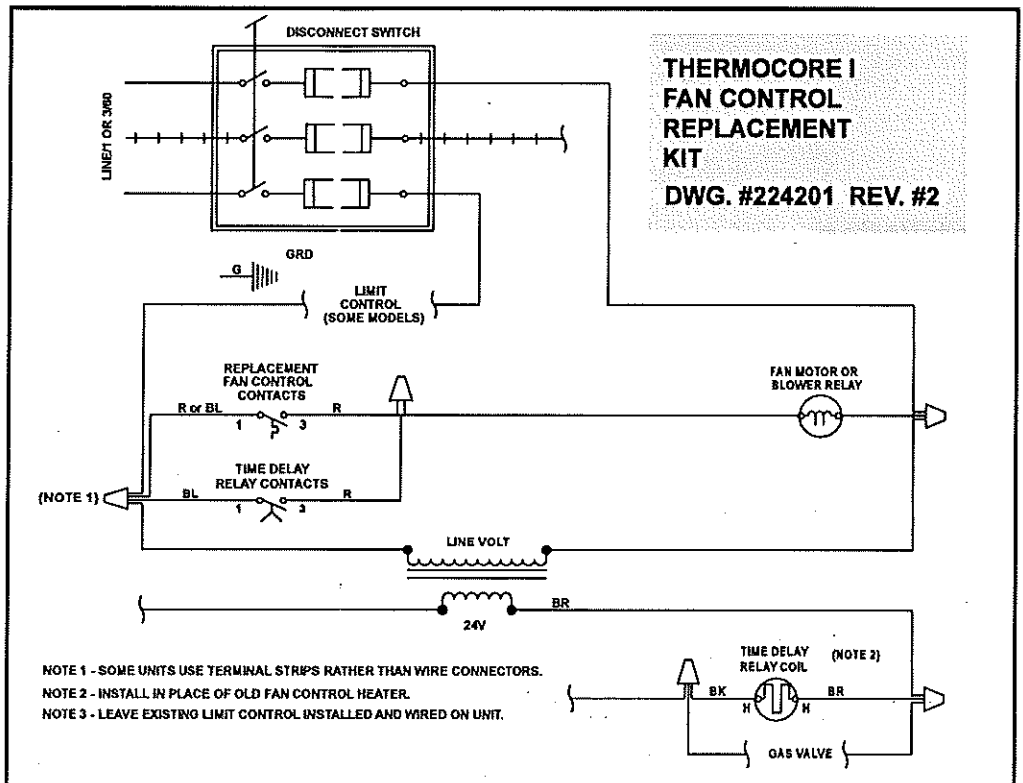 DISCONNECT SWITCH
THERMOCORE I
FAN CONTROL
REPLACEMENT
KIT
DWG. #224201 REV. #2
LINE/1 OR 3/60
GRD
G
LIMIT
CONTROL
(SOME MODELS)
REPLACEMENT
FAN CONTROL
CONTACTS
FAN MOTOR OR
BLOWER RELAY
R or BL
1
3
R
TIME DELAY
RELAY CONTACTS
(NOTE 1)
BL
1
3
R
LINE VOLT
24V
BR
NOTE 1 - SOME UNITS USE TERMINAL STRIPS RATHER THAN WIRE CONNECTORS.
NOTE 2 - INSTALL IN PLACE OF OLD FAN CONTROL HEATER.
NOTE 3 - LEAVE EXISTING LIMIT CONTROL INSTALLED AND WIRED ON UNIT.
TIME DELAY
RELAY COIL
(NOTE 2)
BK
H
H
BR
GAS VALVE